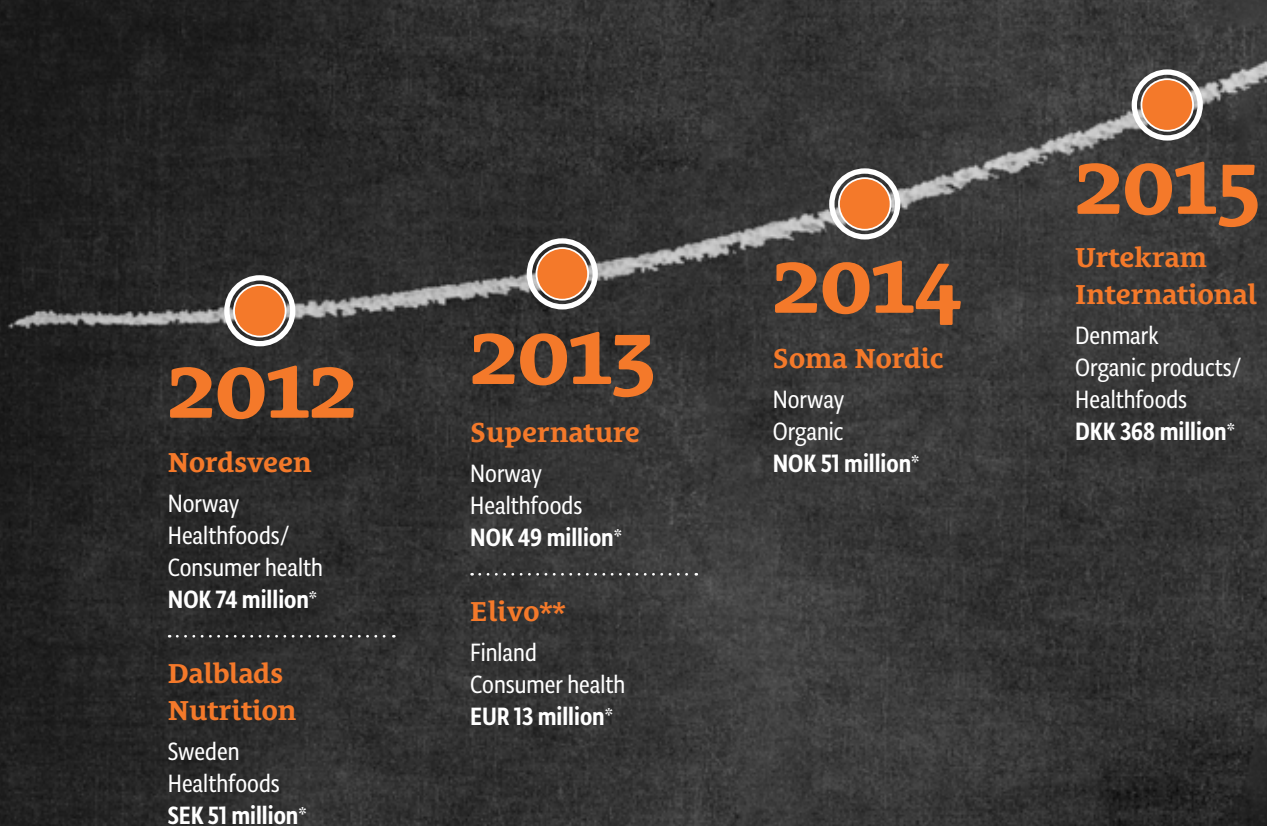 2012
Nordsveen
Norway
Healthfoods/
Consumer health
NOK 74 million*
Dalblads
Nutrition
Sweden
Healthfoods
SEK 51 million*
2013
Supernature
Norway
Healthfoods
NOK 49 million*
Elivo**
Finland
Consumer health
EUR 13 million*
2014
Soma Nordic
Norway
Organic
NOK 51 million*
2015
Urtekram
International
Denmark
Organic products/
Healthfoods
DKK 368 million*